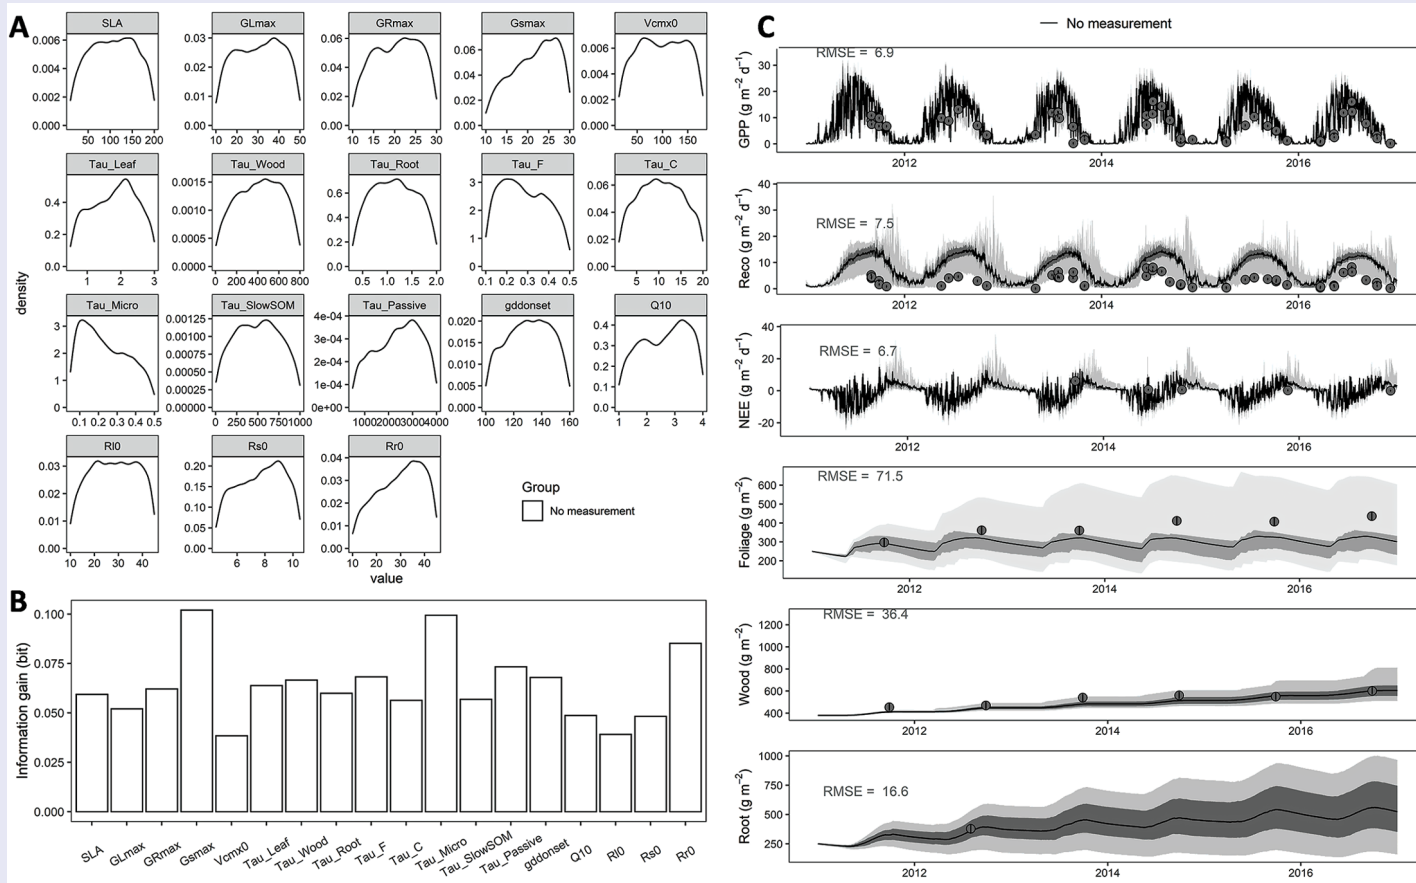 A
SLA
GLmax
GRmax
Gsmax
Vcmx0
0.006
0.004
0.002
0.000
50 100 150 200
0.03
0.02
0.01
0.00
10 20 30 40 50
0.06
0.04
0.02
0.00
10 15 20 25 30
0.06
0.04
0.02
0.00
10 15 20 25 30
0.006
0.004
0.002
0.000
50 100 150
Tau_Leaf
Tau_Wood
Tau_Root
Tau_F
Tau_C
0.4
0.2
0.0
1 2 3
0.0015
0.0010
0.0005
0.0000
0 200 400 600 800
0.6
0.4
0.2
0.0
0.5 1.0 1.5 2.0
3
2
1
0
0.1 0.2 0.3 0.4 0.5
0.06
0.04
0.02
0.00
5 10 15 20
density
Tau_Micro
Tau_SlowSOM
Tau_Passive
gddonset
Q10
3
2
1
0
0.1 0.2 0.3 0.4 0.5
0.00125
0.00100
0.00075
0.00050
0.00025
0.00000
0 250 500 750 1000
4e-04
3e-04
2e-04
1e-04
0e+00
1000 2000 3000 4000
0.020
0.015
0.010
0.005
0.000
100 120 140 160
0.4
0.3
0.2
0.1
0.0
1 2 3 4
Rl0
Rs0
Rr0
0.03
0.02
0.01
0.00
10 20 30 40
0.20
0.15
0.10
0.05
0.00
6 8 10
0.04
0.03
0.02
0.01
0.00
10 20 30 40
value
Group
No measurement
B
Information gain (bit)
0.100
0.075
0.050
0.025
0.000
SLA
GLmax
GRmax
Gsmax
Vcmx0
Tau_Leaf
Tau_Wood
Tau_Root
Tau_F
Tau_C
Tau_Micro
Tau_SlowSOM
Tau_Passive
gddonset
Q10
Rl0
Rs0
Rr0
C
No measurement
GPP (g m⁻² d⁻¹)
RMSE = 6.9
30
20
10
0
2012 2014 2016
Reco (g m⁻² d⁻¹)
RMSE = 7.5
40
30
20
10
0
2012 2014 2016
NEE (g m⁻² d⁻¹)
RMSE = 6.7
40
20
0
-20
2012 2014 2016
Foliage (g m⁻²)
RMSE = 71.5
600
500
400
300
200
2012 2014 2016
Wood (g m⁻²)
RMSE = 36.4
1200
1000
800
600
400
2012 2014 2016
Root (g m⁻²)
RMSE = 16.6
1000
750
500
250
2012 2014 2016